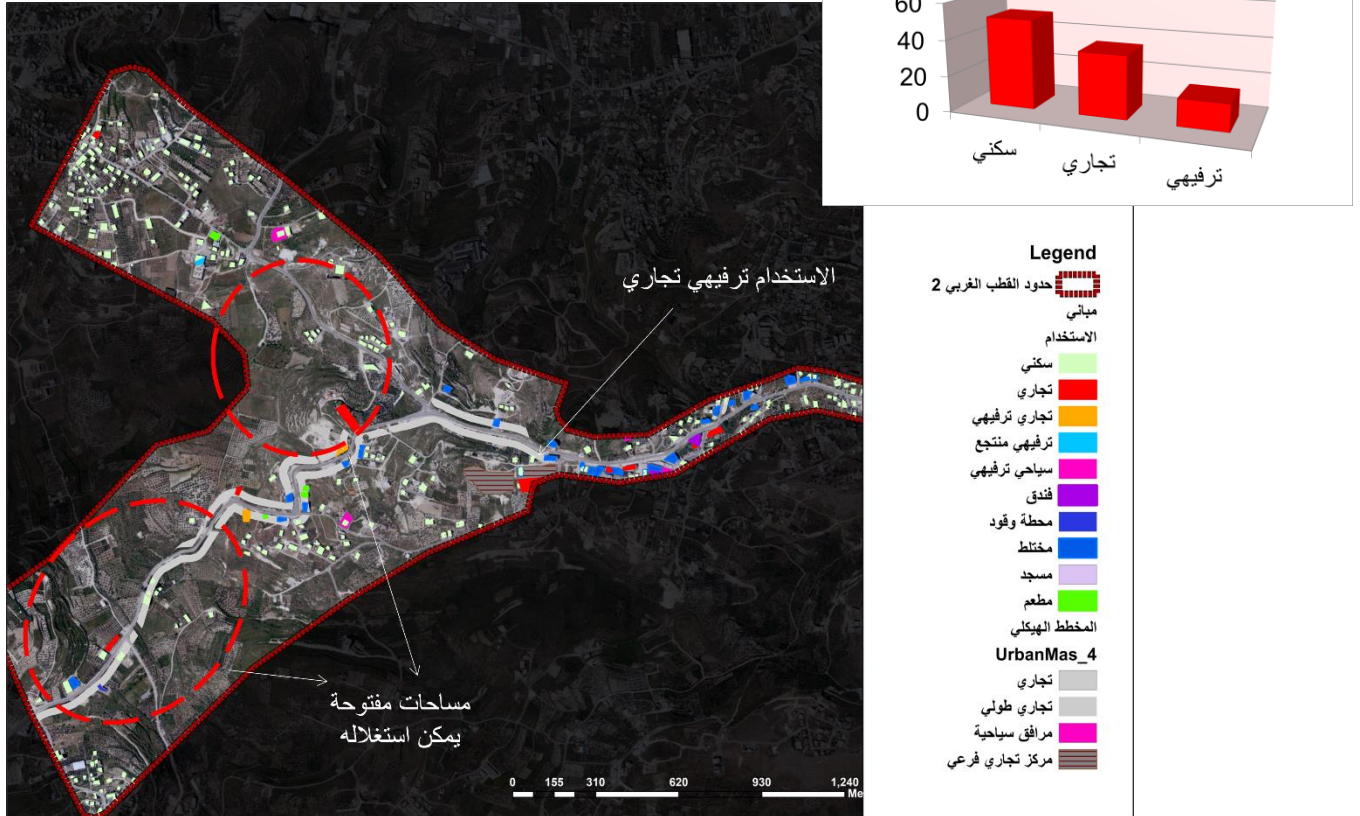 60
40
20
0
سكني
تجاري
ترفيهي
الاستخدام ترفيهي تجاري
مساحات مفتوحة
يمكن استغلاله
0 155 310 620 930 1,240
Me
Legend
حدود القطب الغربي 2
مباني
الاستخدام
سكني
تجاري
تجاري ترفيهي
ترفيهي منتجع
سياحي ترفيهي
فندق
محطة وقود
مختلط
مسجد
مطعم
المخطط الهيكلي
UrbanMas_4
تجاري
تجاري طولي
مرافق سياحية
مركز تجاري فرعي